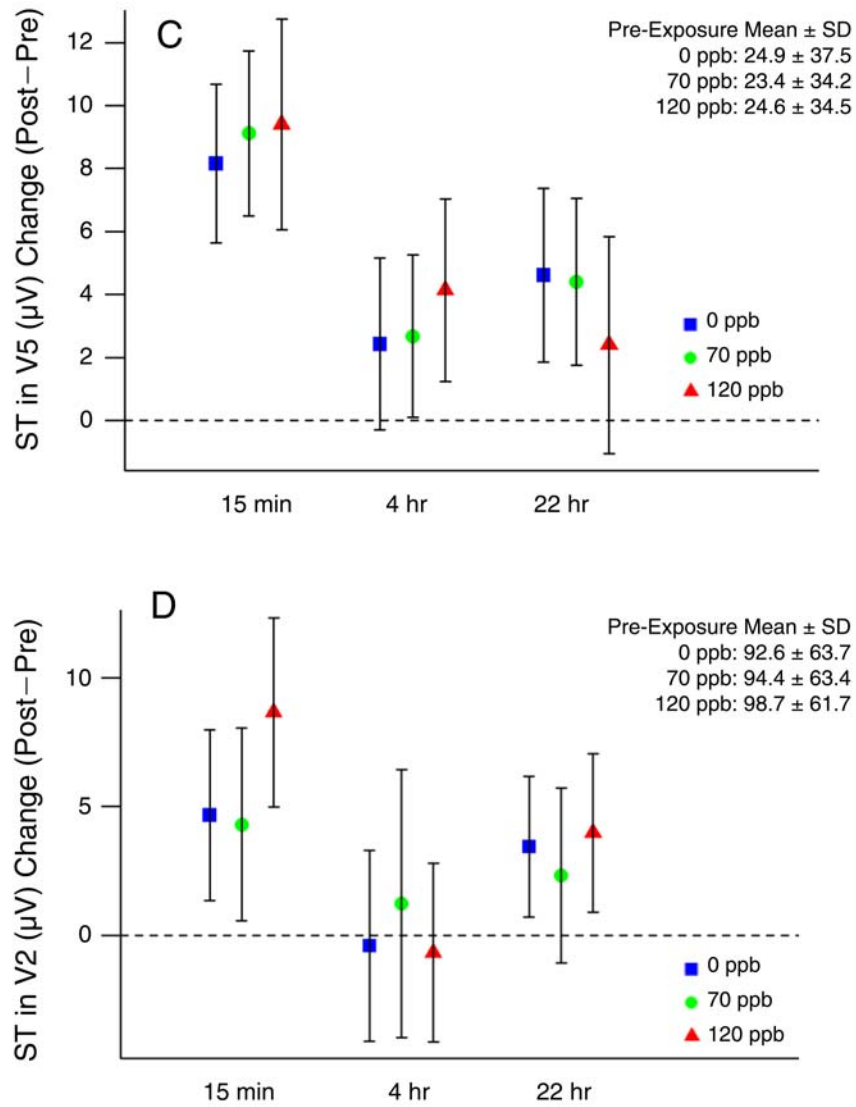 C
Pre-Exposure Mean ± SD
0 ppb: 24.9 ± 37.5
70 ppb: 23.4 ± 34.2
120 ppb: 24.6 ± 34.5
ST in V5 (µV) Change (Post–Pre)
12
10
8
6
4
2
0
0 ppb
70 ppb
120 ppb
15 min 4 hr 22 hr
D
Pre-Exposure Mean ± SD
0 ppb: 92.6 ± 63.7
70 ppb: 94.4 ± 63.4
120 ppb: 98.7 ± 61.7
ST in V2 (µV) Change (Post–Pre)
10
5
0
0 ppb
70 ppb
120 ppb
15 min 4 hr 22 hr